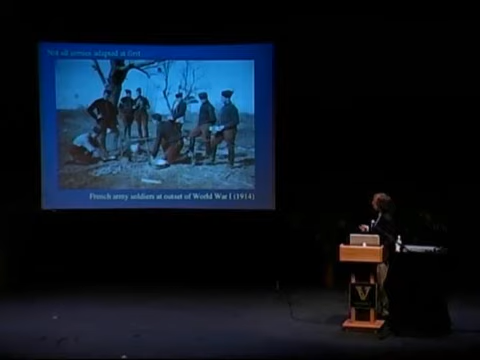 Not all armies adapted at first
French army soldiers at outset of World War I (1914)